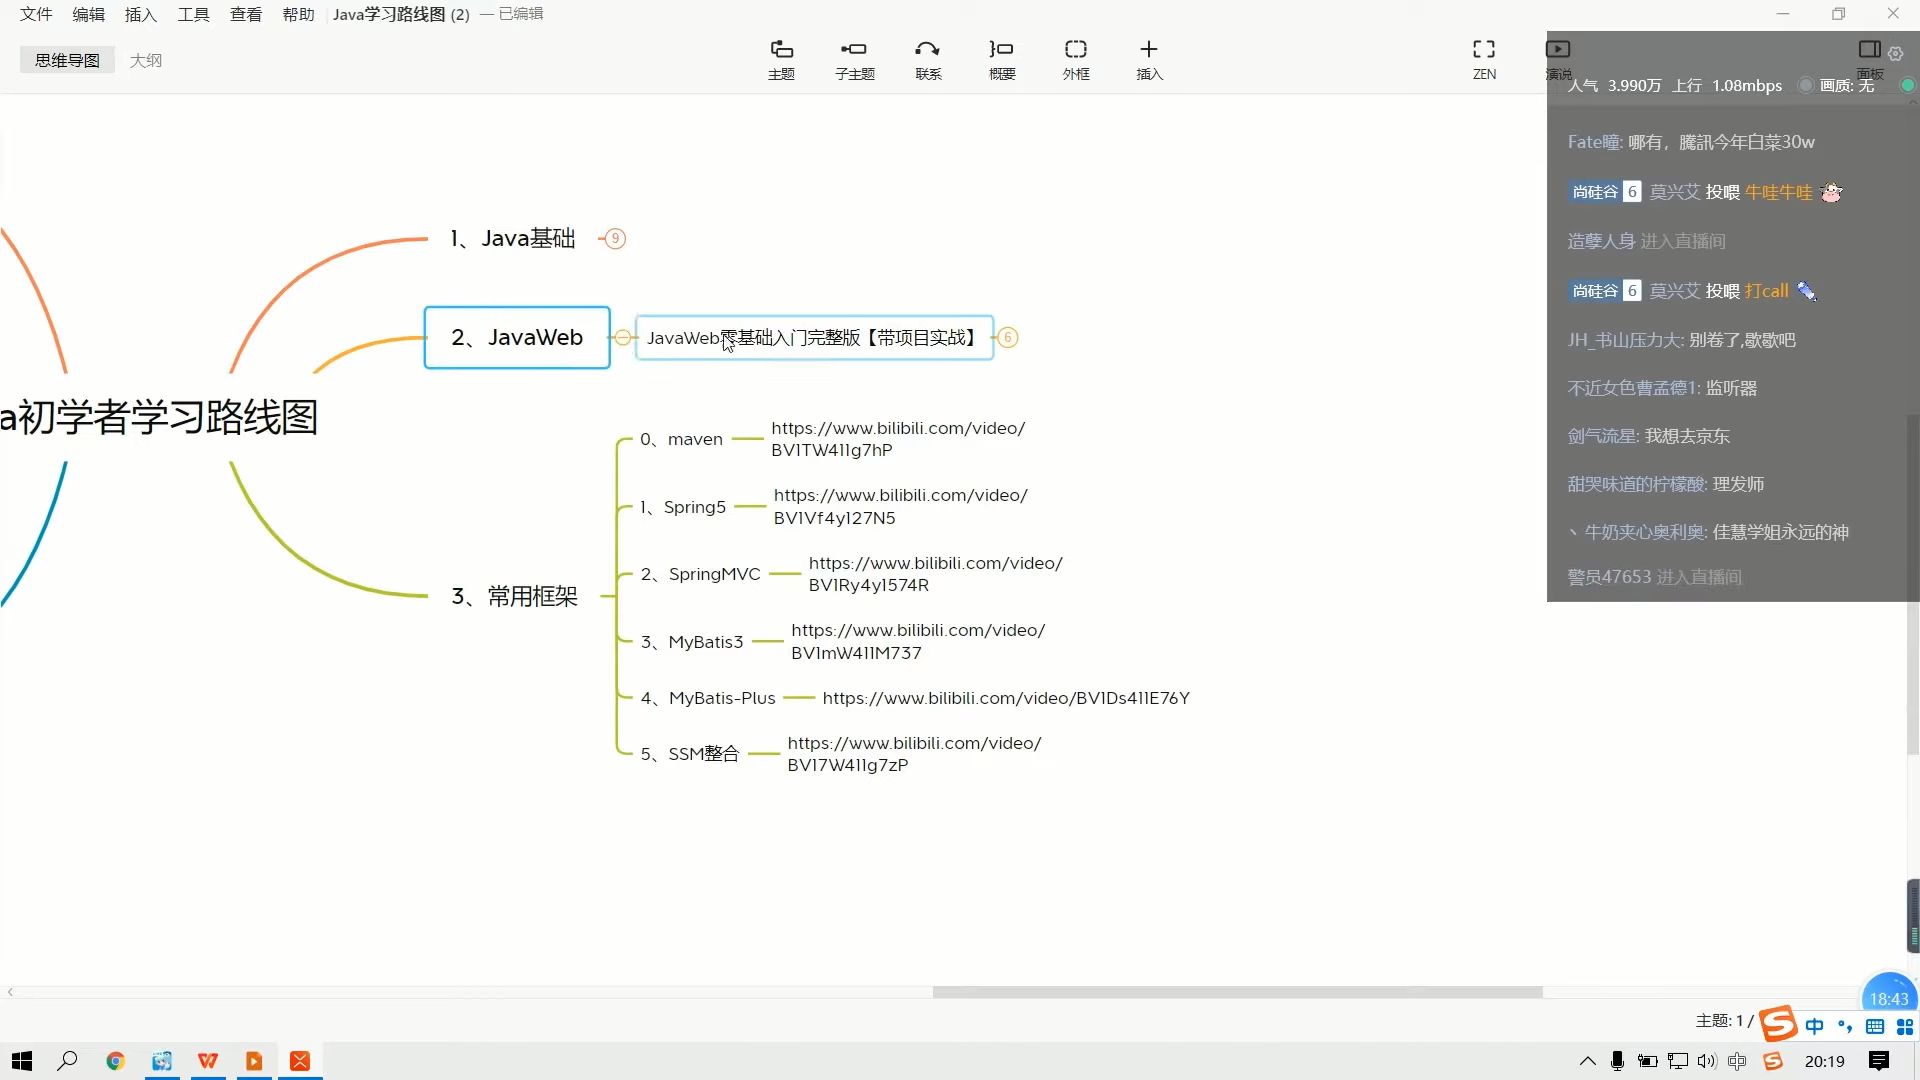 文件 编辑 插入 工具 查看 帮助 Java学习路线图 (2) — 已编辑
思维导图 大纲
主题 子主题 联系 概要 外框 插入 ZEN 演说 面板
人气 3.990万 上行 1.08mbps 画质: 无
Fate瞳: 哪有，騰訊今年白菜30w
尚硅谷 6 莫兴艾 投喂 牛哇牛哇
造孽人身 进入直播间
尚硅谷 6 莫兴艾 投喂 打call
JH_书山压力大: 别卷了,歇歇吧
不近女色曹孟德1: 监听器
剑气流星: 我想去京东
甜哭味道的柠檬酸: 理发师
丶牛奶夹心奥利奥: 佳慧学姐永远的神
警员47653 进入直播间
1、Java基础 9
2、JavaWeb JavaWeb零基础入门完整版【带项目实战】 6
a初学者学习路线图
3、常用框架
0、maven https://www.bilibili.com/video/
BV1TW411g7hP
1、Spring5 https://www.bilibili.com/video/
BV1Vf4y127N5
2、SpringMVC https://www.bilibili.com/video/
BV1Ry4y1574R
3、MyBatis3 https://www.bilibili.com/video/
BV1mW411M737
4、MyBatis-Plus https://www.bilibili.com/video/BV1Ds411E76Y
5、SSM整合 https://www.bilibili.com/video/
BV17W411g7zP
18:43
主题: 1 / 中
中 20:19